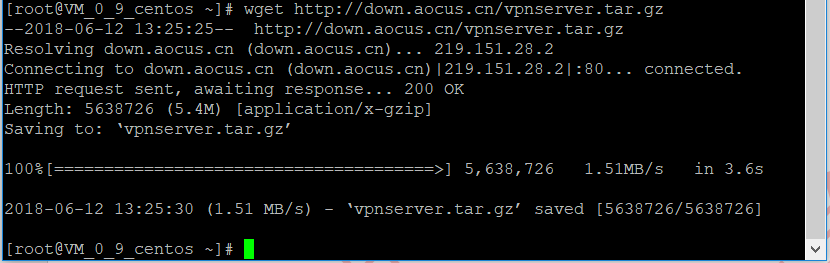 [root@VM_0_9_centos ~]# wget http://down.aocus.cn/vpnserver.tar.gz
--2018-06-12 13:25:25--  http://down.aocus.cn/vpnserver.tar.gz
Resolving down.aocus.cn (down.aocus.cn)... 219.151.28.2
Connecting to down.aocus.cn (down.aocus.cn)|219.151.28.2|:80... connected.
HTTP request sent, awaiting response... 200 OK
Length: 5638726 (5.4M) [application/x-gzip]
Saving to: ‘vpnserver.tar.gz’
100%[======================================>] 5,638,726   1.51MB/s   in 3.6s
2018-06-12 13:25:30 (1.51 MB/s) - ‘vpnserver.tar.gz’ saved [5638726/5638726]
[root@VM_0_9_centos ~]#